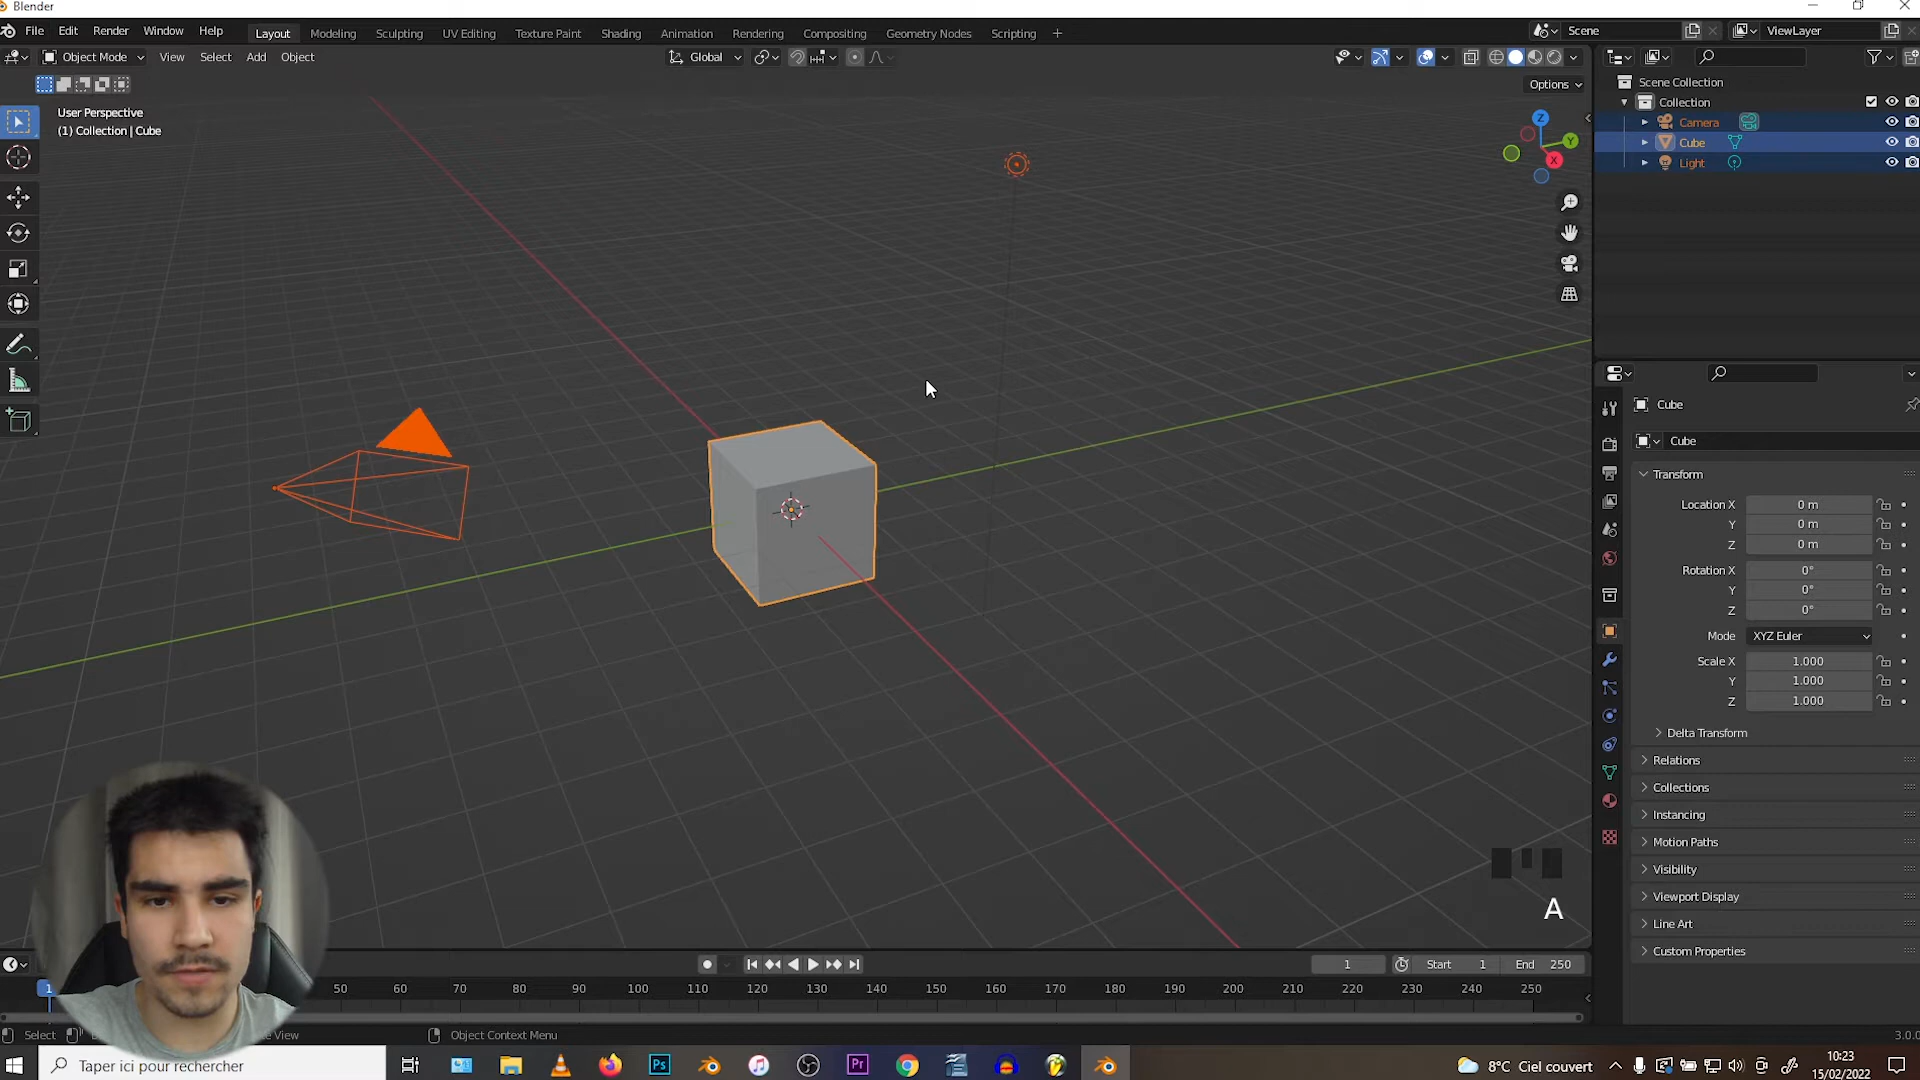 Blender
File Edit Render Window Help Layout Modeling Sculpting UV Editing Texture Paint Shading Animation Rendering Compositing Geometry Nodes Scripting + Scene ViewLayer
Object Mode View Select Add Object Global
Options
User Perspective
(1) Collection | Cube
Z
Y
X
Scene Collection
Collection
Camera
Cube
Light
Cube
Cube
Transform
Location X 0 m
Y 0 m
Z 0 m
Rotation X 0°
Y 0°
Z 0°
Mode XYZ Euler
Scale X 1.000
Y 1.000
Z 1.000
Delta Transform
Relations
Collections
Instancing
Motion Paths
Visibility
Viewport Display
Line Art
Custom Properties
A
1 Start 1 End 250
1 50 60 70 80 90 100 110 120 130 140 150 160 170 180 190 200 210 220 230 240 250
Select View Object Context Menu 3.0.0
Taper ici pour rechercher Ps Pr 8°C Ciel couvert 10:23
15/02/2022